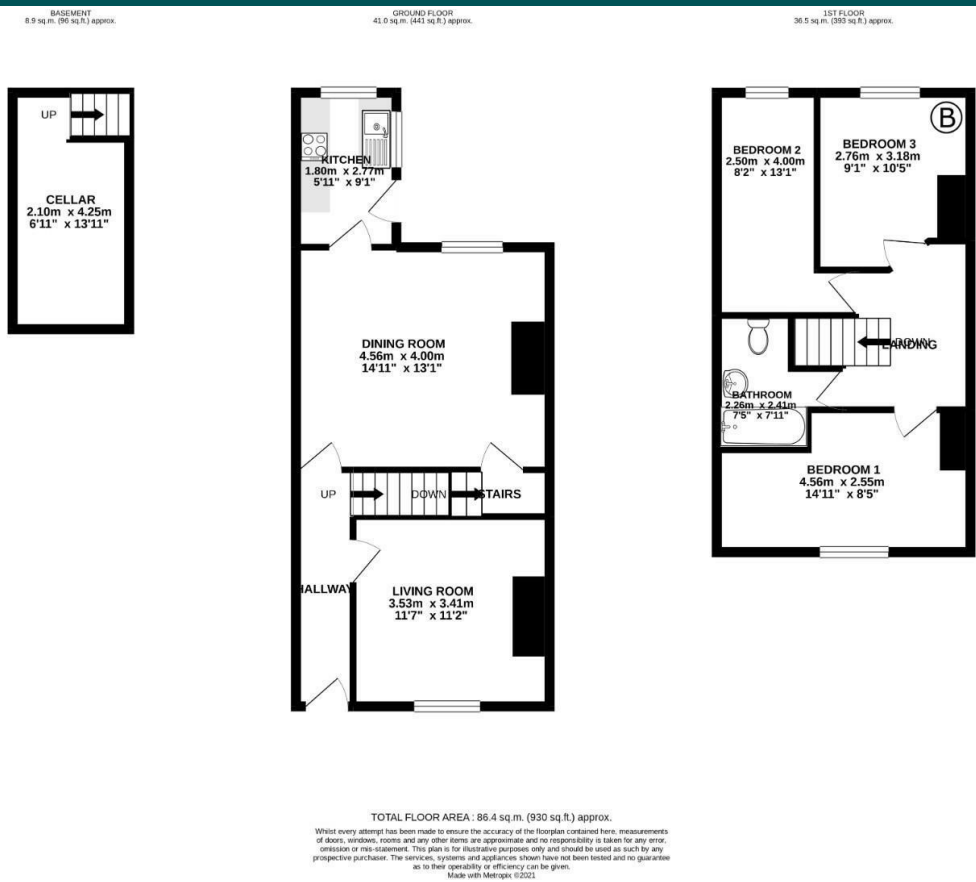 BASEMENT
8.9 sq.m. (96 sq.ft.) approx.
GROUND FLOOR
41.0 sq.m. (441 sq.ft.) approx.
1ST FLOOR
36.5 sq.m. (393 sq.ft.) approx.
UP
CELLAR
2.10m x 4.25m
6'11" x 13'11"
KITCHEN
1.80m x 2.77m
5'11" x 9'1"
DINING ROOM
4.56m x 4.00m
14'11" x 13'1"
UP
DOWN
STAIRS
HALLWAY
LIVING ROOM
3.53m x 3.41m
11'7" x 11'2"
B
BEDROOM 2
2.50m x 4.00m
8'2" x 13'1"
BEDROOM 3
2.76m x 3.18m
9'1" x 10'5"
DOWN
LANDING
BATHROOM
2.26m x 2.41m
7'5" x 7'11"
BEDROOM 1
4.56m x 2.55m
14'11" x 8'5"
TOTAL FLOOR AREA : 86.4 sq.m. (930 sq.ft.) approx.
Whilst every attempt has been made to ensure the accuracy of the floorplan contained here, measurements
of doors, windows, rooms and any other items are approximate and no responsibility is taken for any error,
omission or mis-statement. This plan is for illustrative purposes only and should be used as such by any
prospective purchaser. The services, systems and appliances shown have not been tested and no guarantee
as to their operability or efficiency can be given.
Made with Metropix ©2021